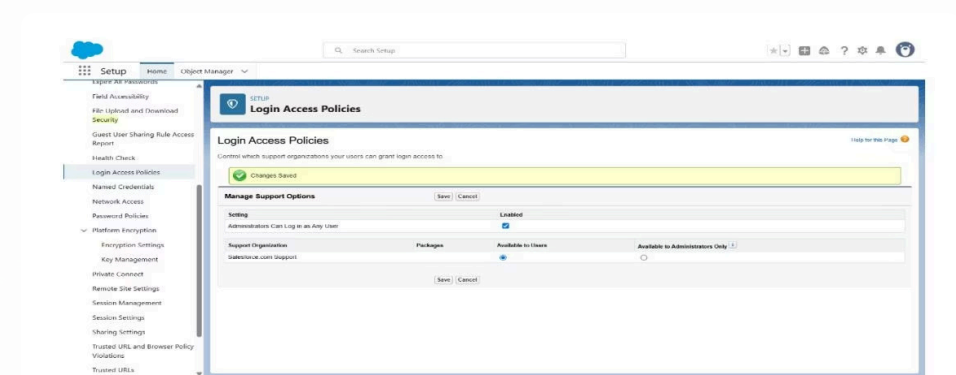 Search Setup
Setup Home Object Manager
Expire All Passwords
Field Accessibility
File Upload and Download
Security
Guest User Sharing Rule Access
Report
Health Check
Login Access Policies
Named Credentials
Network Access
Password Policies
Platform Encryption
Encryption Settings
Key Management
Private Connect
Remote Site Settings
Session Management
Session Settings
Sharing Settings
Trusted URL and Browser Policy
Violations
Trusted URLs
SETUP
Login Access Policies
Login Access Policies
Help for this Page
Control which support organizations your users can grant login access to
Changes Saved
Manage Support Options Save Cancel
Setting Enabled
Administrators Can Log in as Any User
Support Organization Packages Available to Users Available to Administrators Only
Salesforce.com Support
Save Cancel